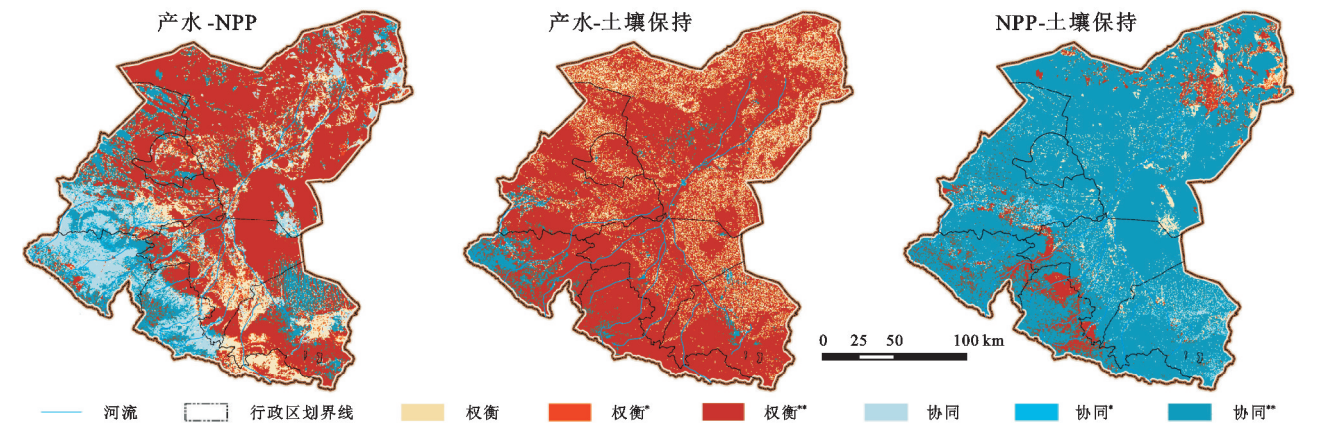 产水-NPP
产水-土壤保持
NPP-土壤保持
0 25 50 100 km
河流 行政区划界线 权衡 权衡* 权衡** 协同 协同* 协同**